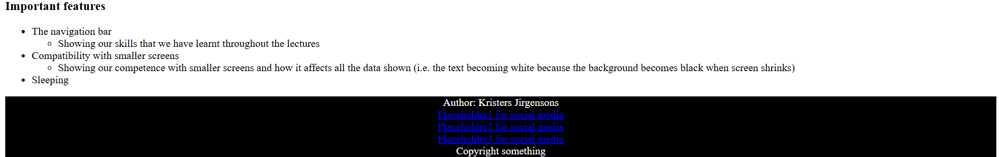 Important features
The navigation bar
Showing our skills that we have learnt throughout the lectures
Compatibility with smaller screens
Showing our competence with smaller screens and how it affects all the data shown (i.e. the text becoming white because the background becomes black when screen shrinks)
Sleeping
Author: Kristers Jirgensons
Placeholder1 for social media
Placeholder2 for social media
Placeholder3 for social media
Copyright something